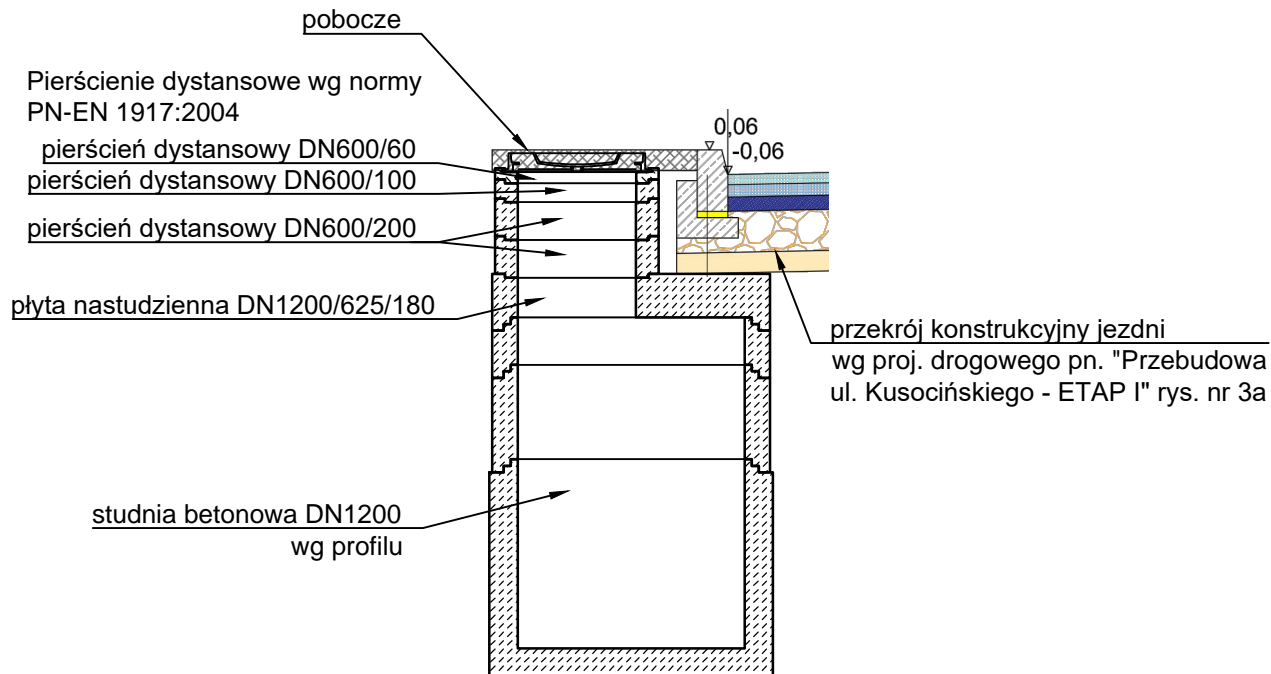 pobocze
Pierścienie dystansowe wg normy
PN-EN 1917:2004
pierścień dystansowy DN600/60
pierścień dystansowy DN600/100
pierścień dystansowy DN600/200
płyta nastudzienna DN1200/625/180
studnia betonowa DN1200
wg profilu
0,06
-0,06
przekrój konstrukcyjny jezdni
wg proj. drogowego pn. "Przebudowa
ul. Kusocińskiego - ETAP I" rys. nr 3a